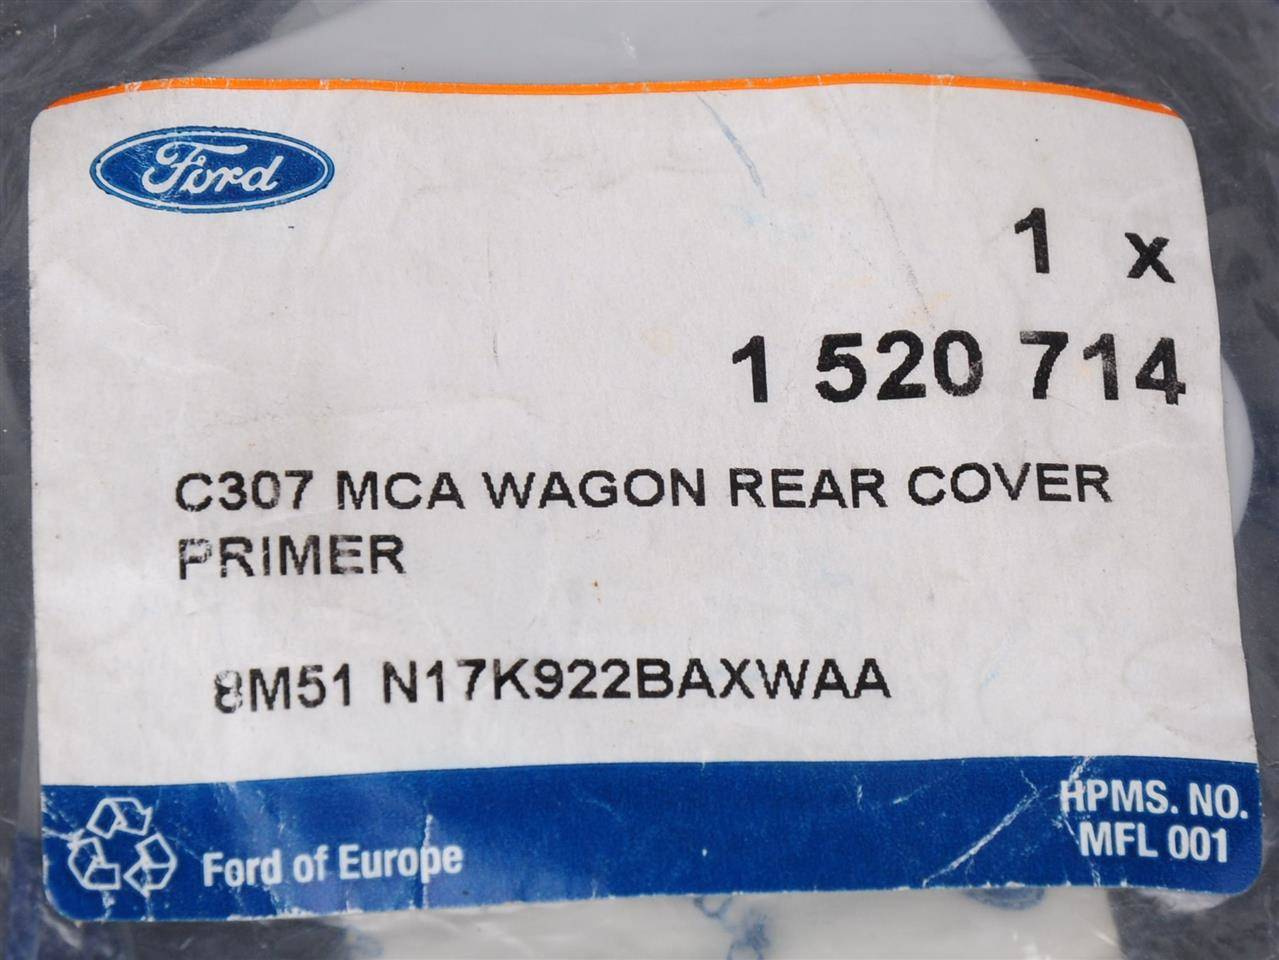 Ford
1 x
1 520 714
C307 MCA WAGON REAR COVER
PRIMER
8M51 N17K922BAXWAA
Ford of Europe
HPMS. NO.
MFL 001